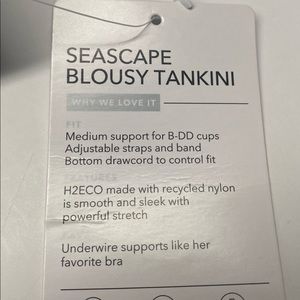 SEASCAPE
BLOUSY TANKINI
WHY WE LOVE IT
FIT
Medium support for B-DD cups
Adjustable straps and band
Bottom drawcord to control fit
FEATURES
H2ECO made with recycled nylon
is smooth and sleek with
powerful stretch
Underwire supports like her
favorite bra